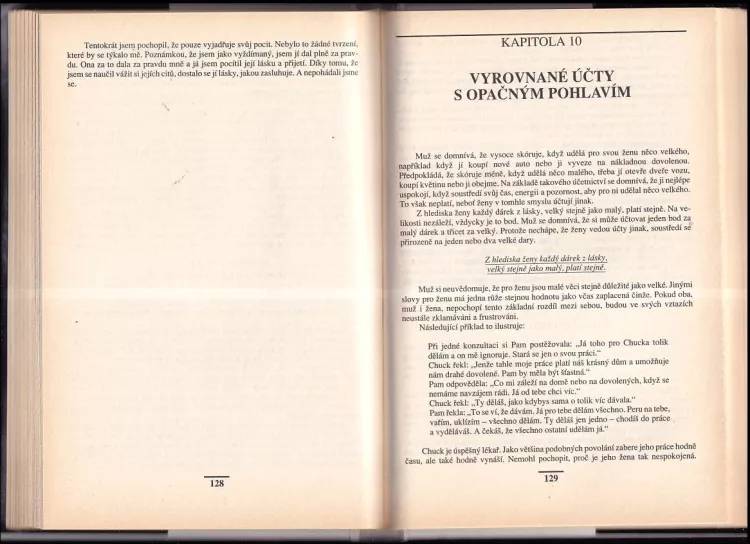 Tentokrát jsem pochopil, že pouze vyjadřuje svůj pocit. Nebylo to žádné tvrzení,
které by se týkalo mě. Poznámkou, že jsem jako vyždímaný, jsem jí dal plně za prav-
du. Ona za to dala za pravdu mně a já jsem pocítil její lásku a přijetí. Díky tomu, že
jsem se naučil vážit si jejích citů, dostalo se jí lásky, jakou zasluhuje. A nepohádali jsme
se.
128
KAPITOLA 10
VYROVNANÉ ÚČTY
S OPAČNÝM POHLAVÍM
Muž se domnívá, že vysoce skóruje, když udělá pro svou ženu něco velkého,
například když jí koupí nové auto nebo ji vyveze na nákladnou dovolenou.
Předpokládá, že skóruje méně, když udělá něco malého, třeba jí otevře dveře vozu,
koupí květinu nebo ji obejme. Na základě takového účetnictví se domnívá, že ji nejlépe
uspokojí, když soustředí svůj čas, energii a pozornost, aby pro ni udělal něco velkého.
To však neplatí, neboť ženy v tomhle smyslu účtují jinak.
Z hlediska ženy každý dárek z lásky, velký stejně jako malý, platí stejně. Na ve-
likosti nezáleží, vždycky je to bod. Muž se domnívá, že si může účtovat jeden bod za
malý dárek a třicet za velký. Protože nechápe, že ženy vedou účty jinak, soustředí se
přirozeně na jeden nebo dva velké dary.
Z hlediska ženy každý dárek z lásky,
velký stejně jako malý, platí stejně.
Muž si neuvědomuje, že pro ženu jsou malé věci stejně důležité jako velké. Jinými
slovy pro ženu má jedna růže stejnou hodnotu jako včas zaplacená činže. Pokud oba,
muž i žena, nepochopí tento základní rozdíl mezi sebou, budou ve svých vztazích
neustále zklamáváni a frustrováni.
Následující příklad to ilustruje:
Při jedné konzultaci si Pam postěžovala: „Já toho pro Chucka tolik
dělám a on mě ignoruje. Stará se jen o svou práci.“
Chuck řekl: „Jenže tahle moje práce platí náš krásný dům a umožňuje
nám drahé dovolené. Pam by měla být šťastná.“
Pam odpověděla: „Co mi záleží na domě nebo na dovolených, když se
nemáme navzájem rádi. Já od tebe chci víc.“
Chuck řekl: „Ty děláš, jako kdybys sama o tolik víc dávala.“
Pam řekla: „To se ví, že dávám. Já pro tebe dělám všechno. Peru na tebe,
vařím, uklízím – všechno dělám. Ty děláš jen jedno – chodíš do práce
a vyděláváš. A čekáš, že všechno ostatní udělám já.“
Chuck je úspěšný lékař. Jako většina podobných povolání zabere jeho práce hodně
času, ale také hodně vynáší. Nemohl pochopit, proč je jeho žena tak nespokojená.
129